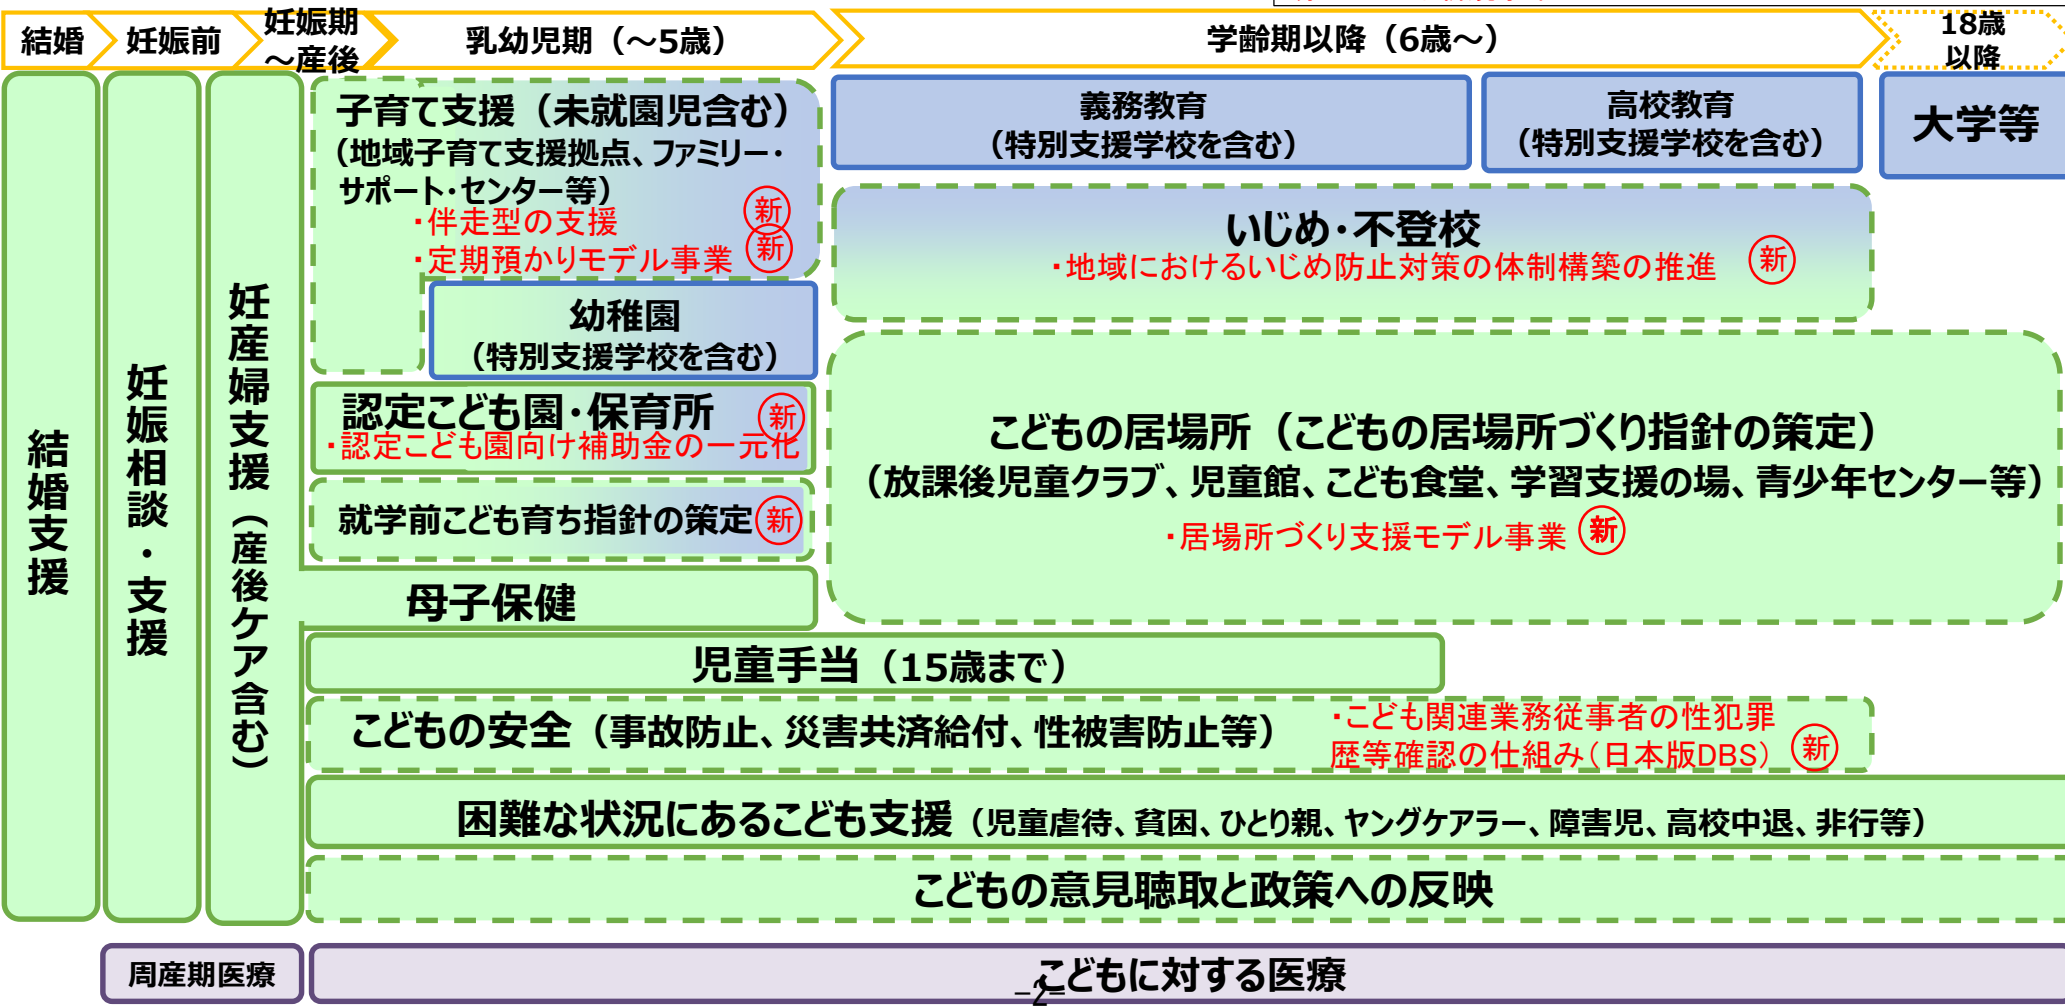 結婚
妊娠前
妊娠期
～産後
乳幼児期（～5歳）
学齢期以降（6歳～）
18歳
以降
子育て支援（未就園児含む）
（地域子育て支援拠点、ファミリー・
サポート・センター等）
・伴走型の支援 新
・定期預かりモデル事業 新
義務教育
（特別支援学校を含む）
高校教育
（特別支援学校を含む）
大学等
いじめ・不登校
・地域におけるいじめ防止対策の体制構築の推進 新
幼稚園
（特別支援学校を含む）
認定こども園・保育所 新
・認定こども園向け補助金の一元化
就学前こども育ち指針の策定 新
こどもの居場所（こどもの居場所づくり指針の策定）
（放課後児童クラブ、児童館、こども食堂、学習支援の場、青少年センター等）
・居場所づくり支援モデル事業 新
結婚支援
妊娠相談・支援
妊産婦支援（産後ケア含む）
母子保健
児童手当（15歳まで）
こどもの安全（事故防止、災害共済給付、性被害防止等）
・こども関連業務従事者の性犯罪
歴等確認の仕組み（日本版DBS） 新
困難な状況にあるこども支援（児童虐待、貧困、ひとり親、ヤングケアラー、障害児、高校中退、非行等）
こどもの意見聴取と政策への反映
周産期医療
こどもに対する医療
-2-